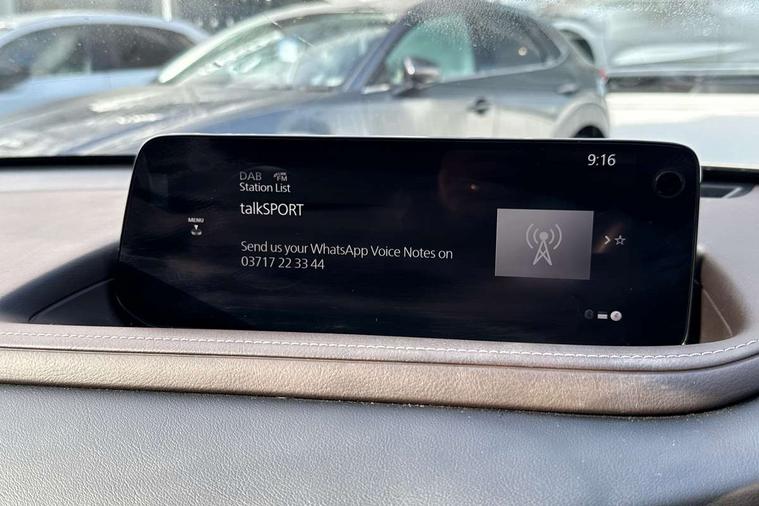 9:16
DAB FM
Station List
talkSPORT
MENU
Send us your WhatsApp Voice Notes on
03717 22 33 44